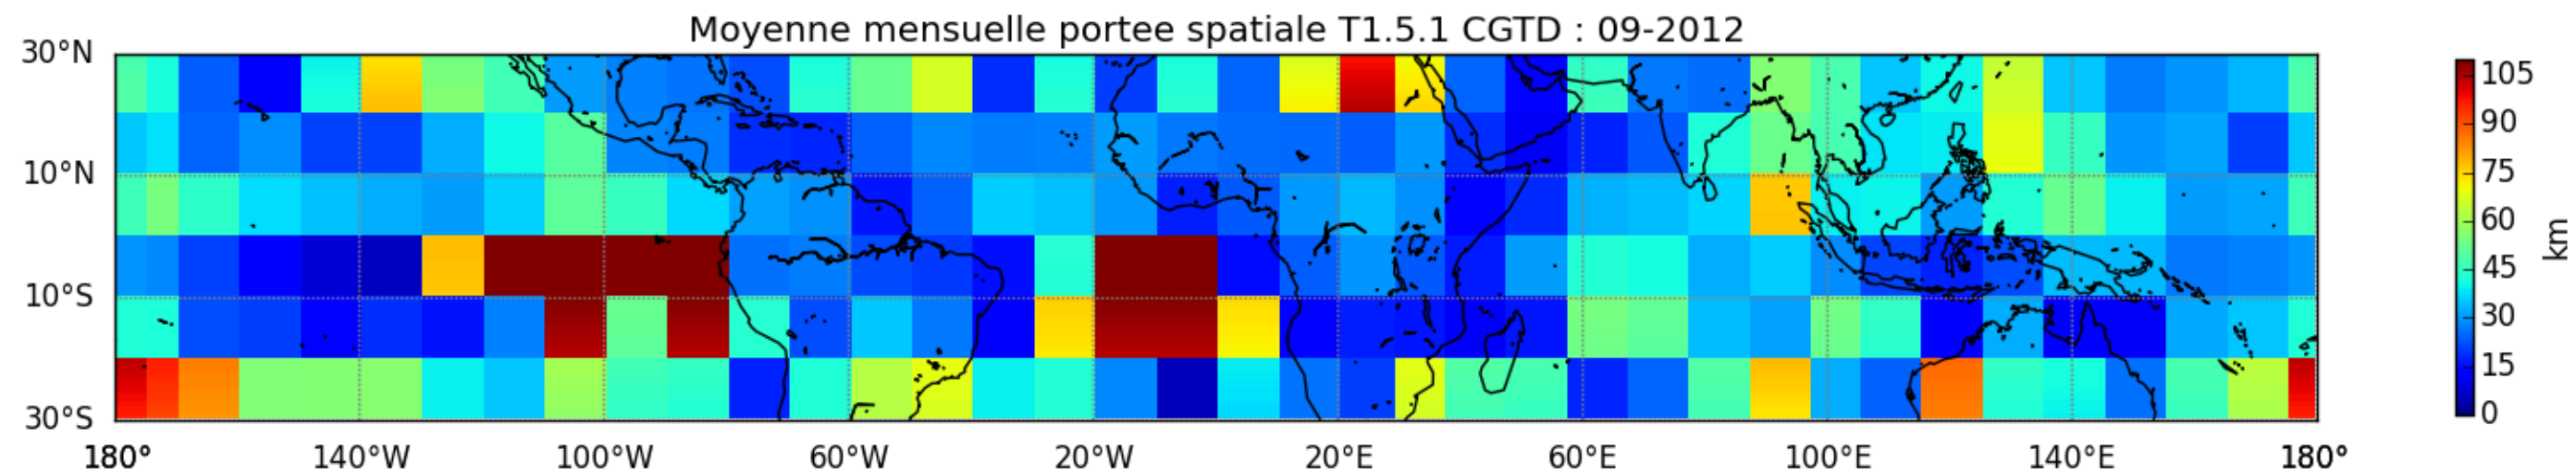 Moyenne mensuelle portee spatiale T1.5.1 CGTD : 09-2012
30°N
10°N
10°S
30°S
180° 140°W 100°W 60°W 20°W 20°E 60°E 100°E 140°E 180°
105
90
75
60
45
30
15
0
km